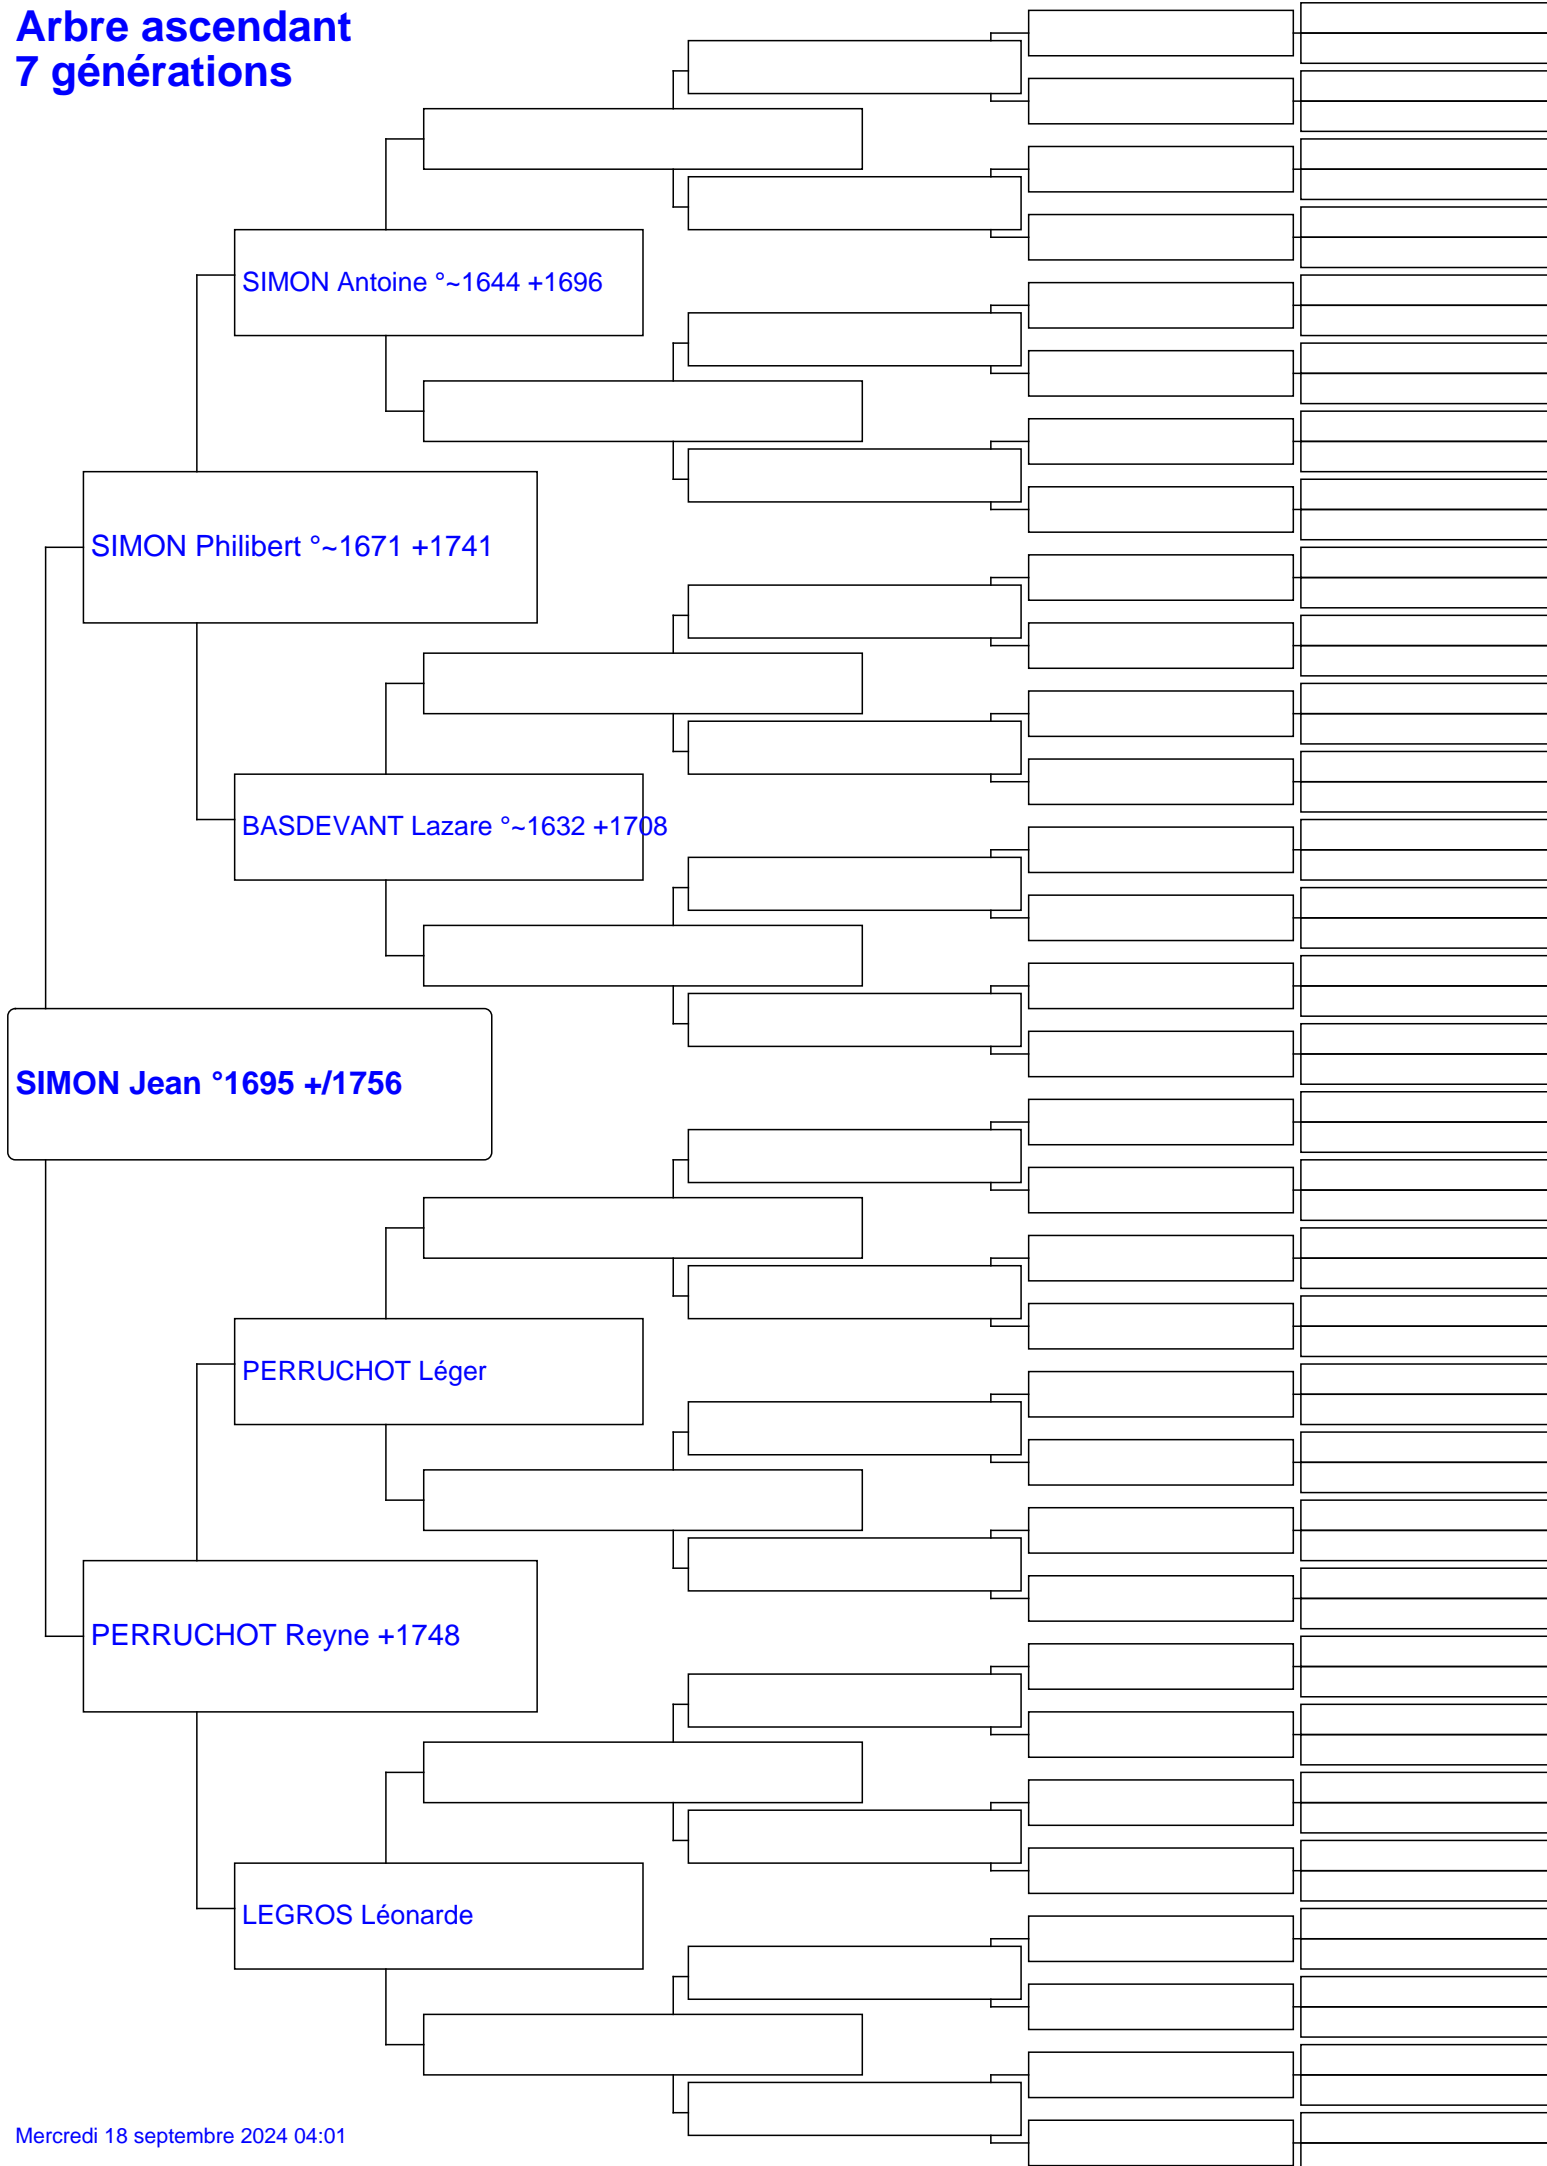 Arbre ascendant
7 générations
SIMON Antoine °~1644 +1696
SIMON Philibert °~1671 +1741
BASDEVANT Lazare °~1632 +1708
SIMON Jean °1695 +/1756
PERRUCHOT Léger
PERRUCHOT Reyne +1748
LEGROS Léonarde
Mercredi 18 septembre 2024 04:01